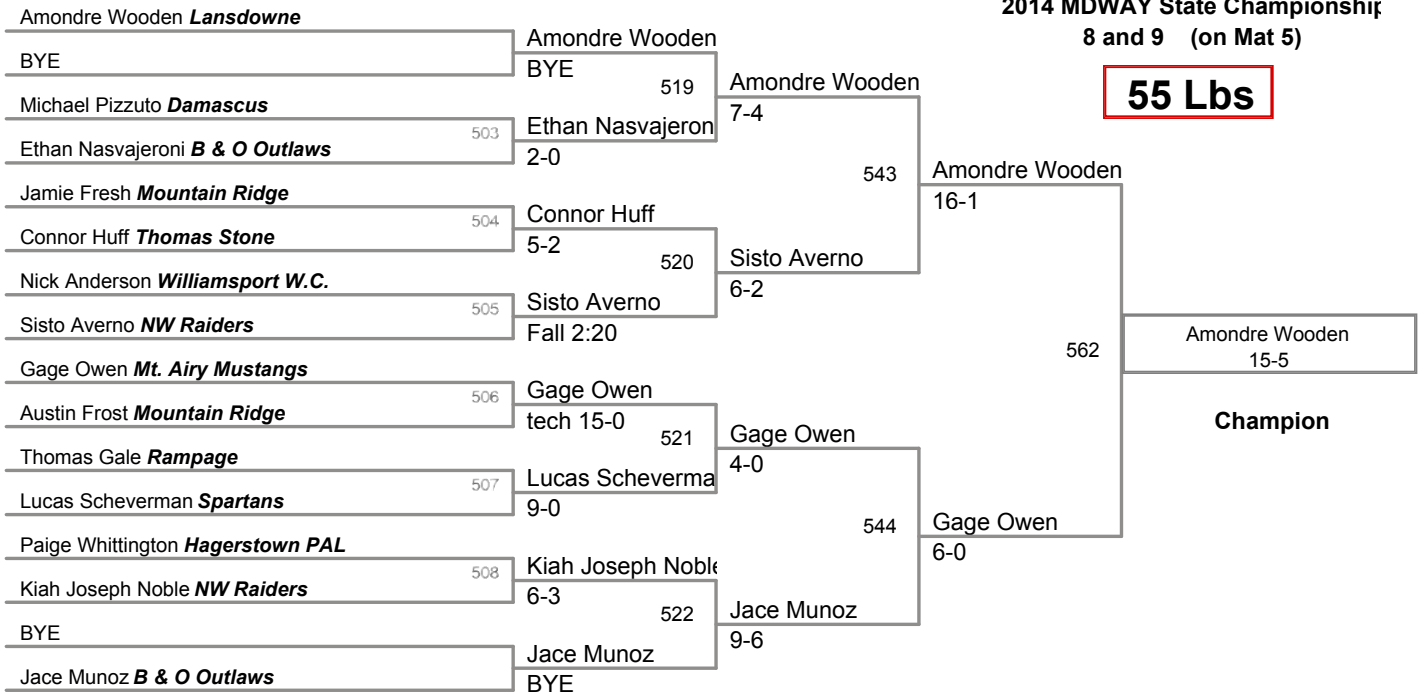 2014 MDWAY State Championship
8 and 9 (on Mat 5)
55 Lbs
Amondre Wooden Lansdowne
BYE
Michael Pizzuto Damascus
503
Ethan Nasvajeroni B & O Outlaws
Jamie Fresh Mountain Ridge
504
Connor Huff Thomas Stone
Nick Anderson Williamsport W.C.
505
Sisto Averno NW Raiders
Gage Owen Mt. Airy Mustangs
506
Austin Frost Mountain Ridge
Thomas Gale Rampage
507
Lucas Scheverman Spartans
Paige Whittington Hagerstown PAL
508
Kiah Joseph Noble NW Raiders
BYE
Jace Munoz B & O Outlaws
Amondre Wooden
BYE
519
Ethan Nasvajeron
2-0
Connor Huff
5-2
520
Sisto Averno
Fall 2:20
Gage Owen
tech 15-0
521
Lucas Scheverma
9-0
Kiah Joseph Noble
6-3
522
Jace Munoz
BYE
Amondre Wooden
7-4
543
Sisto Averno
6-2
Gage Owen
4-0
544
Jace Munoz
9-6
Amondre Wooden
16-1
562
Gage Owen
6-0
Amondre Wooden
15-5
Champion